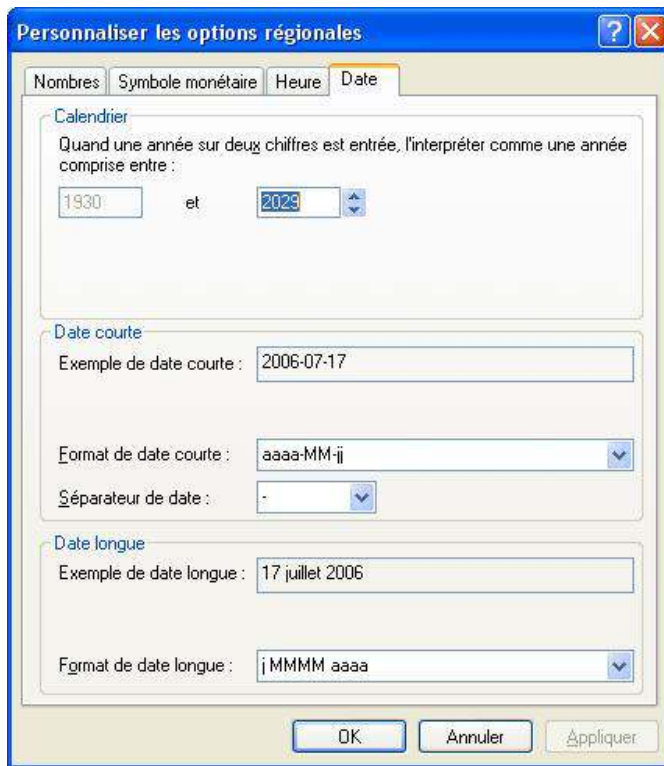 Personnaliser les options régionales
Nombres Symbole monétaire Heure Date
Calendrier
Quand une année sur deux chiffres est entrée, l'interpréter comme une année
comprise entre :
1930 et 2029
Date courte
Exemple de date courte : 2006-07-17
Format de date courte : aaaa-MM-jj
Séparateur de date : -
Date longue
Exemple de date longue : 17 juillet 2006
Format de date longue : j MMMM aaaa
OK Annuler Appliquer